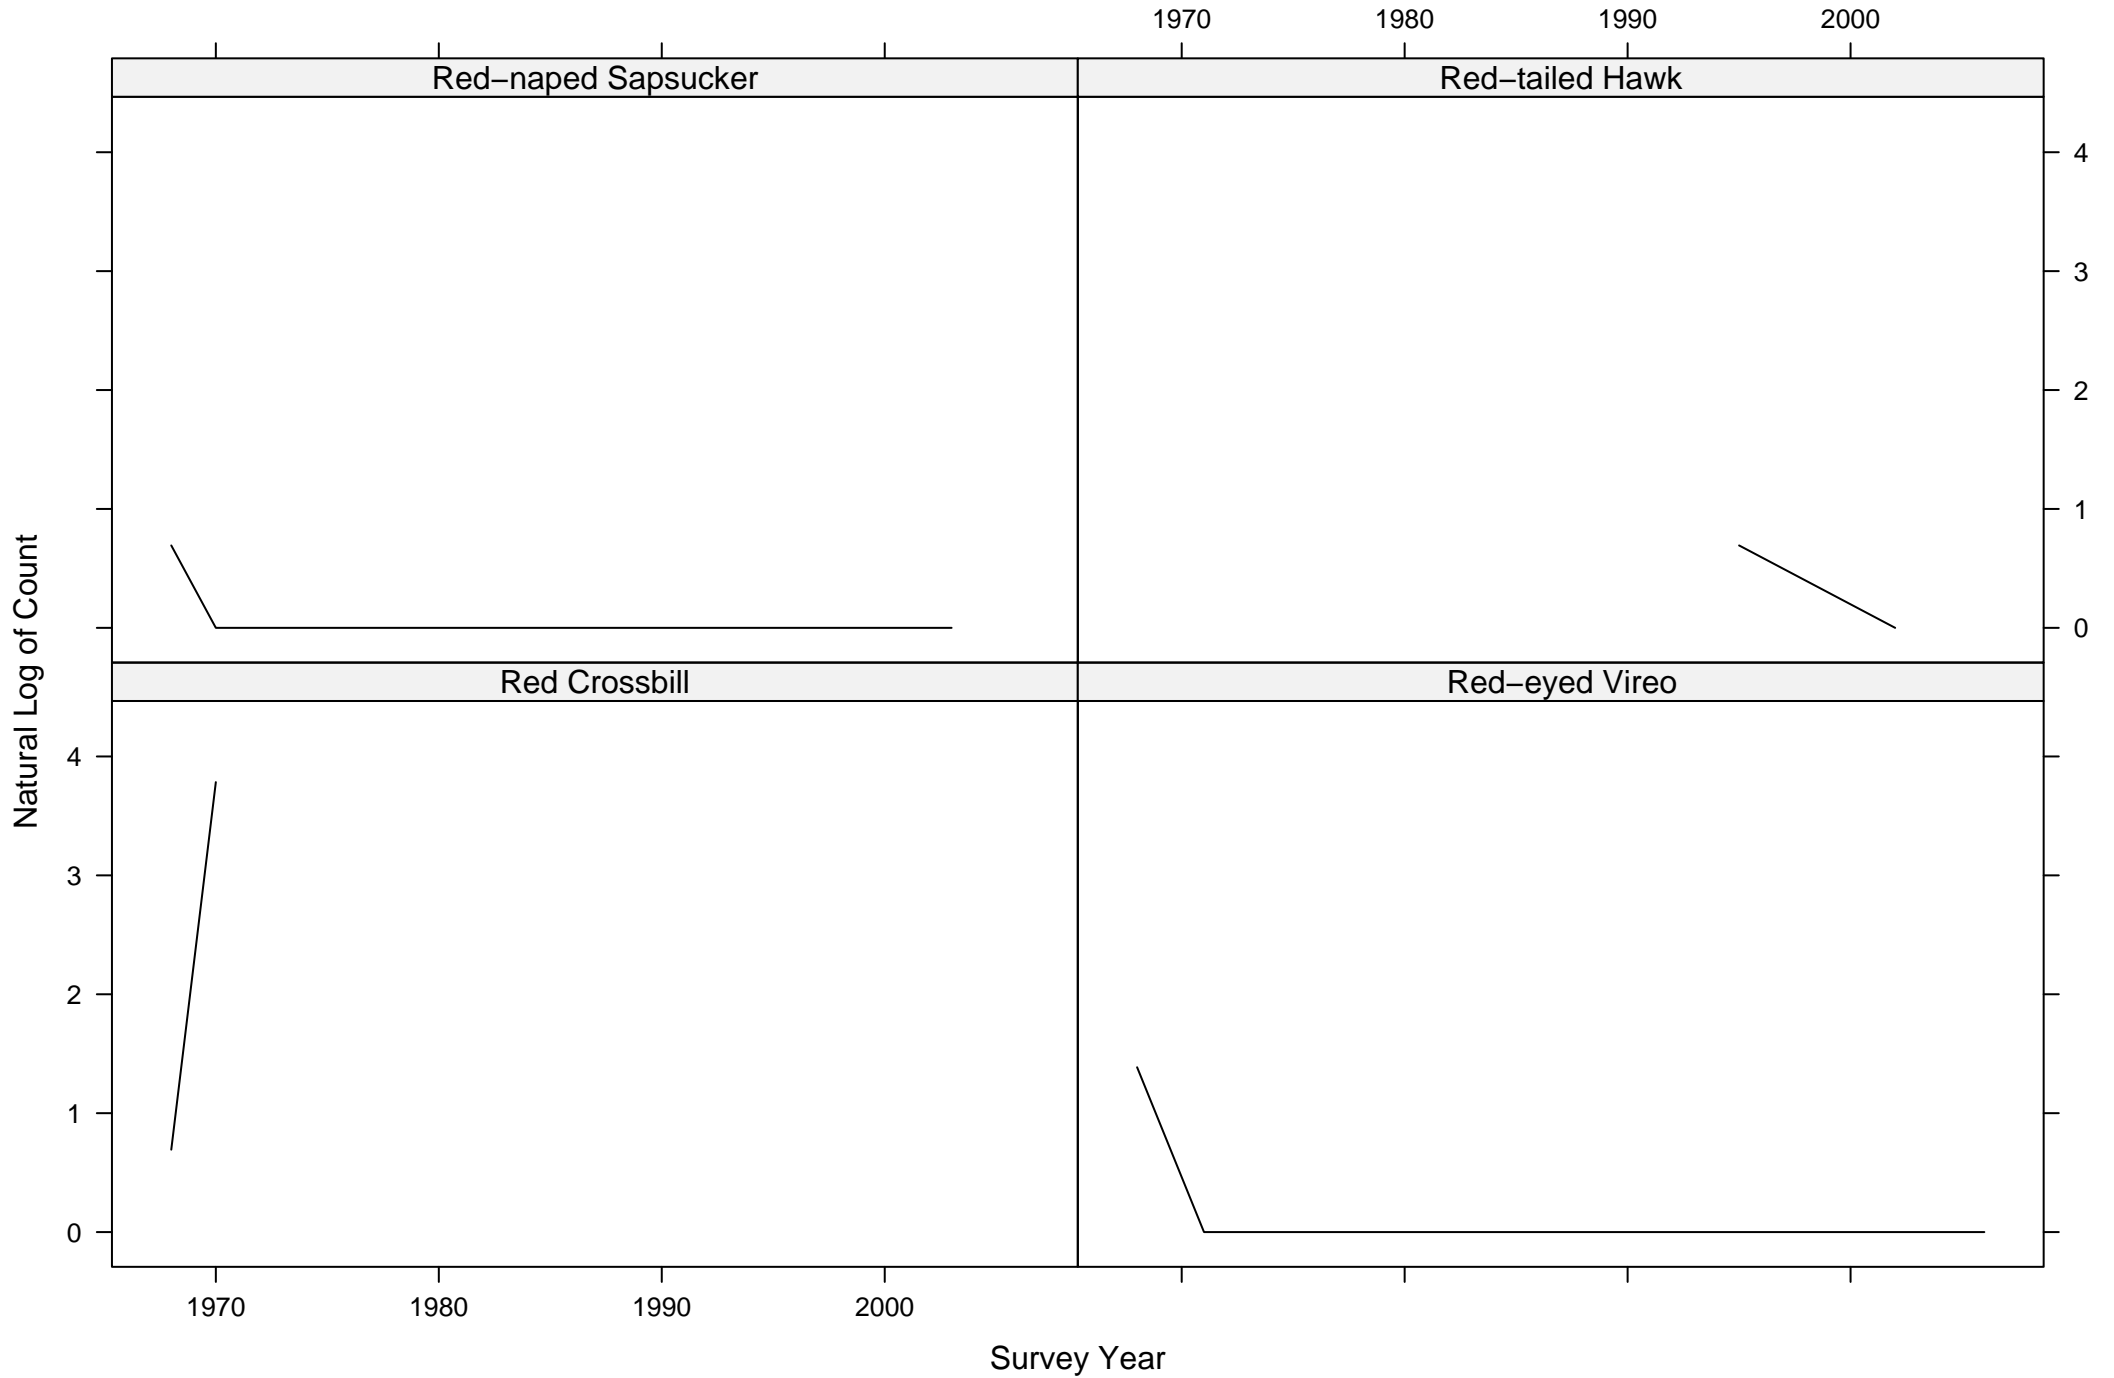 1970 1980 1990 2000
Red−naped Sapsucker
Red−tailed Hawk
4
3
2
1
0
Natural Log of Count
Red Crossbill
Red−eyed Vireo
4
3
2
1
0
1970 1980 1990 2000
Survey Year